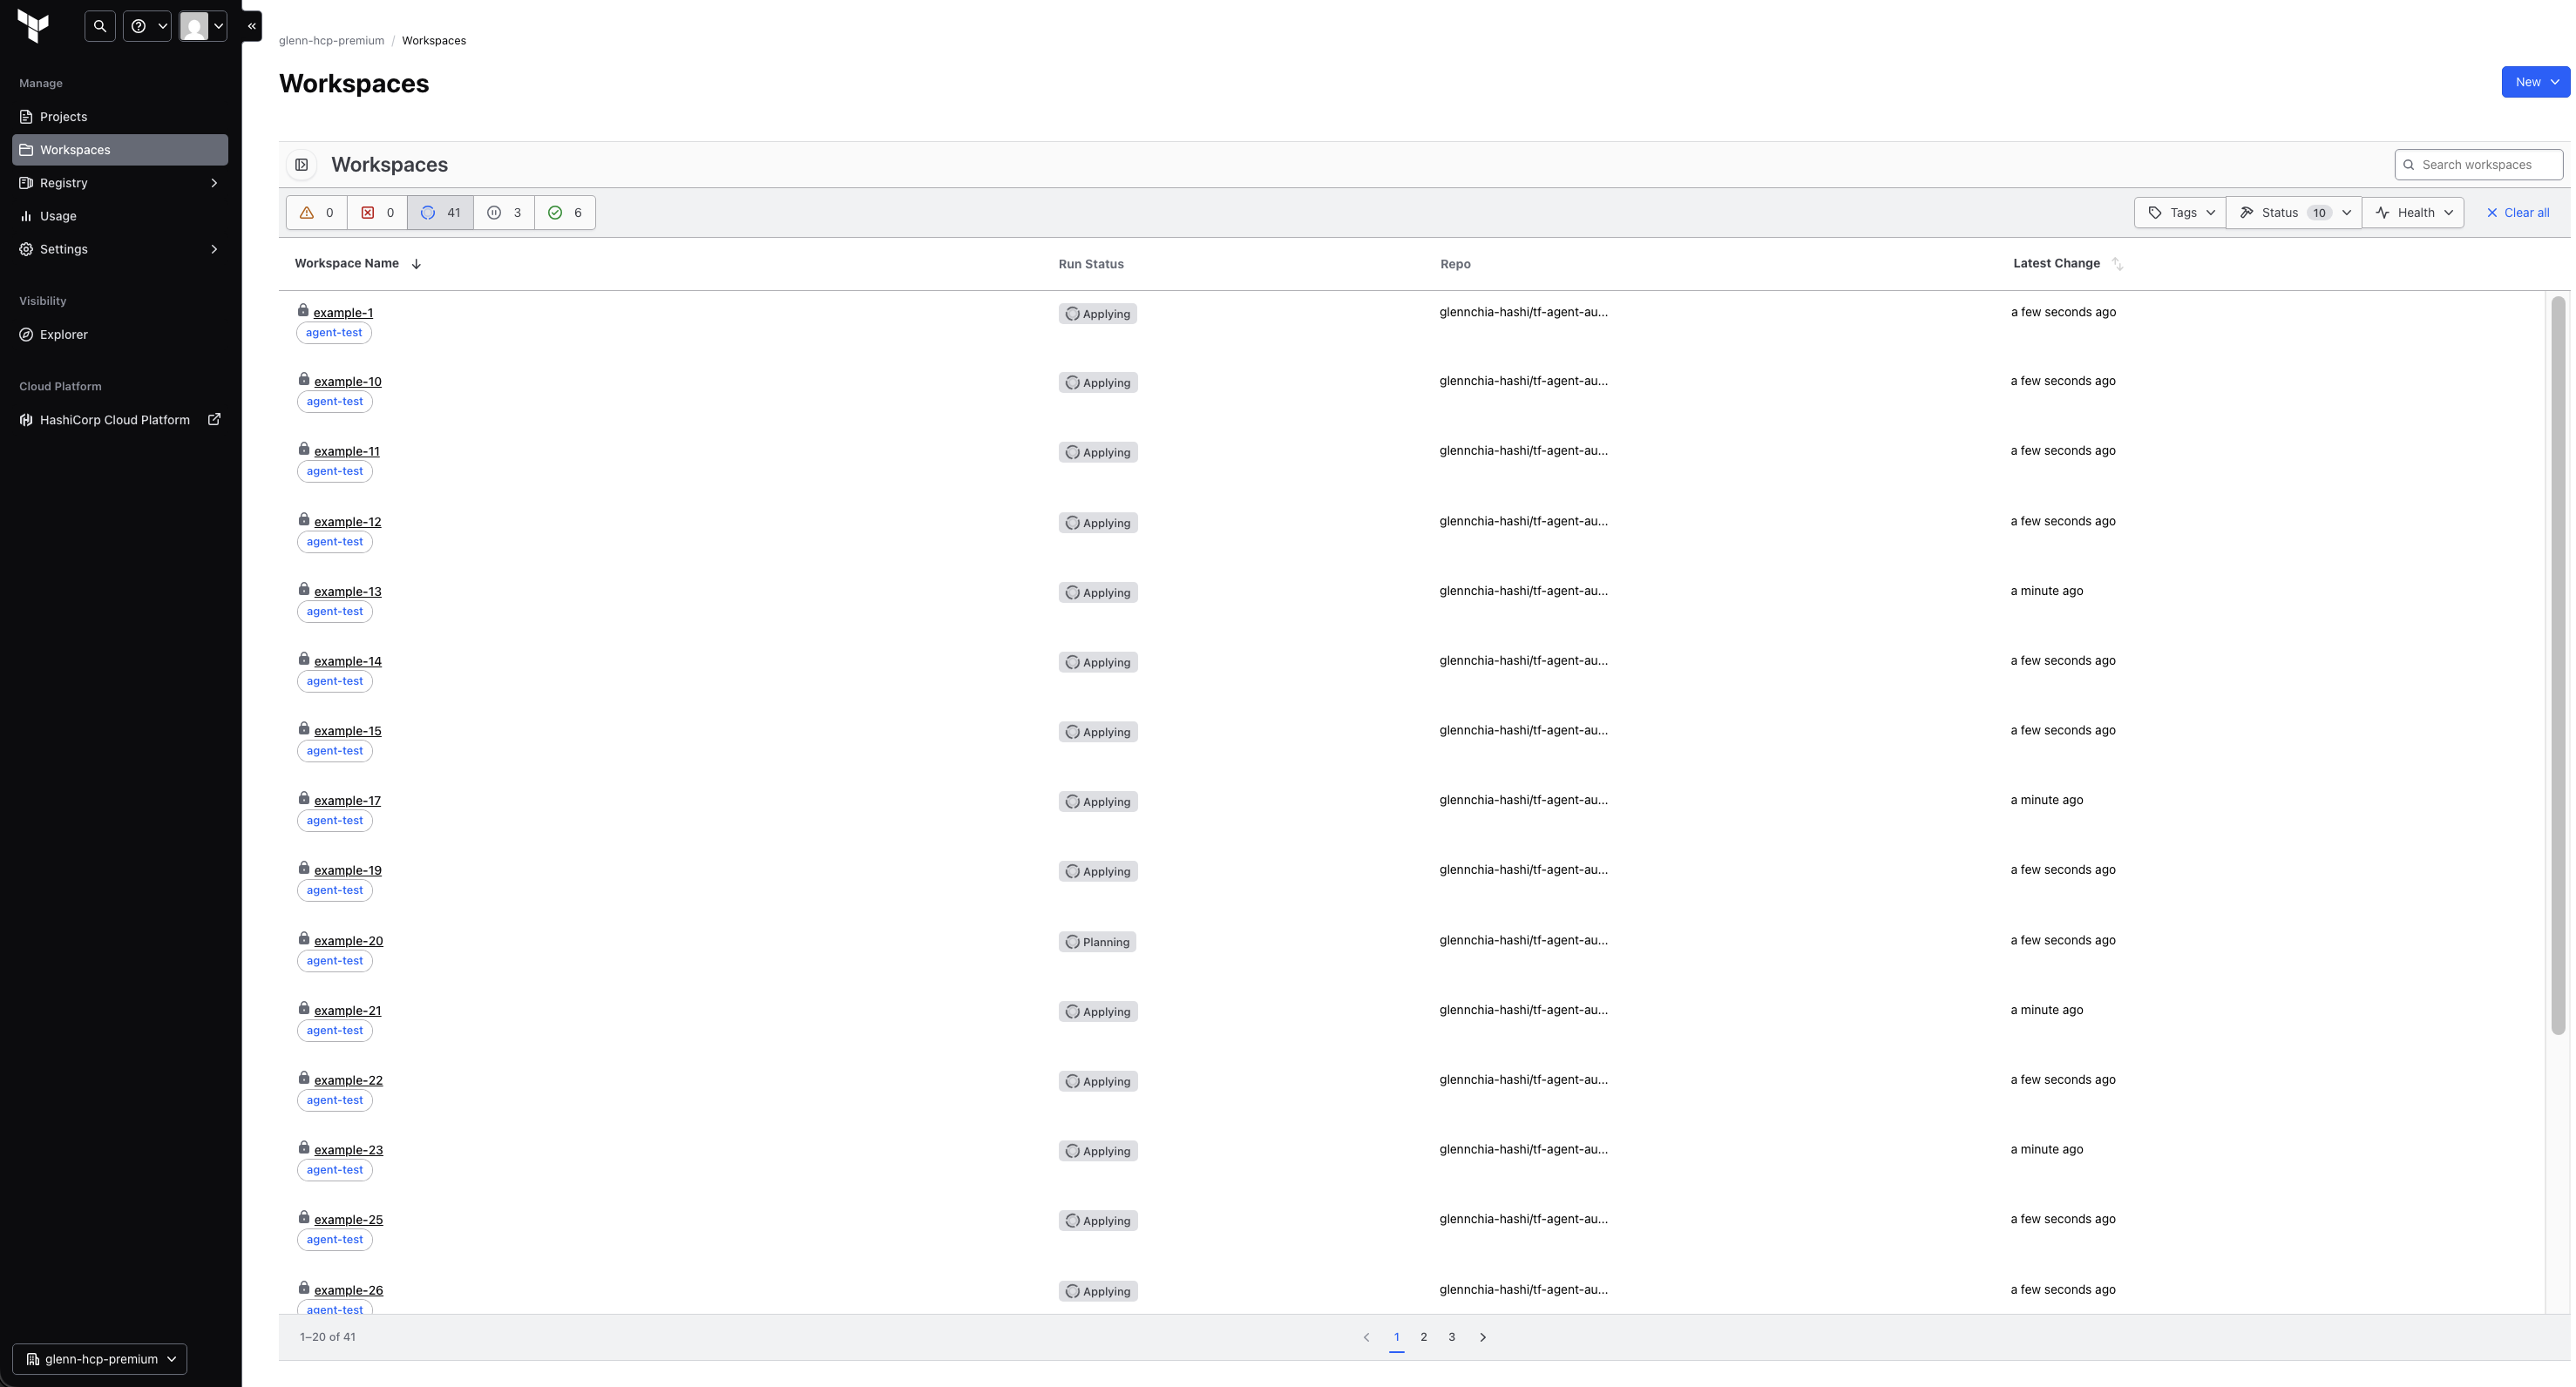 glenn-hcp-premium / Workspaces
Workspaces
New
Manage
Projects
Workspaces
Registry
Usage
Settings
Visibility
Explorer
Cloud Platform
HashiCorp Cloud Platform
glenn-hcp-premium
Workspaces
Search workspaces
0 0 41 3 6
Tags Status 10 Health Clear all
Workspace Name Run Status Repo Latest Change
example-1 Applying glennchia-hashi/tf-agent-au... a few seconds ago
agent-test
example-10 Applying glennchia-hashi/tf-agent-au... a few seconds ago
agent-test
example-11 Applying glennchia-hashi/tf-agent-au... a few seconds ago
agent-test
example-12 Applying glennchia-hashi/tf-agent-au... a few seconds ago
agent-test
example-13 Applying glennchia-hashi/tf-agent-au... a minute ago
agent-test
example-14 Applying glennchia-hashi/tf-agent-au... a few seconds ago
agent-test
example-15 Applying glennchia-hashi/tf-agent-au... a few seconds ago
agent-test
example-17 Applying glennchia-hashi/tf-agent-au... a minute ago
agent-test
example-19 Applying glennchia-hashi/tf-agent-au... a few seconds ago
agent-test
example-20 Planning glennchia-hashi/tf-agent-au... a few seconds ago
agent-test
example-21 Applying glennchia-hashi/tf-agent-au... a minute ago
agent-test
example-22 Applying glennchia-hashi/tf-agent-au... a few seconds ago
agent-test
example-23 Applying glennchia-hashi/tf-agent-au... a minute ago
agent-test
example-25 Applying glennchia-hashi/tf-agent-au... a few seconds ago
agent-test
example-26 Applying glennchia-hashi/tf-agent-au... a few seconds ago
agent-test
1–20 of 41
1 2 3